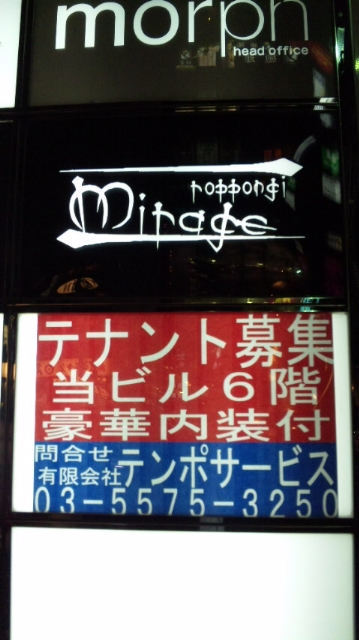 morph
head office
roppongi
Mirage
テナント募集
当ビル6階
豪華内装付
問合せ
有限会社テンポサービス
03-5575-3250